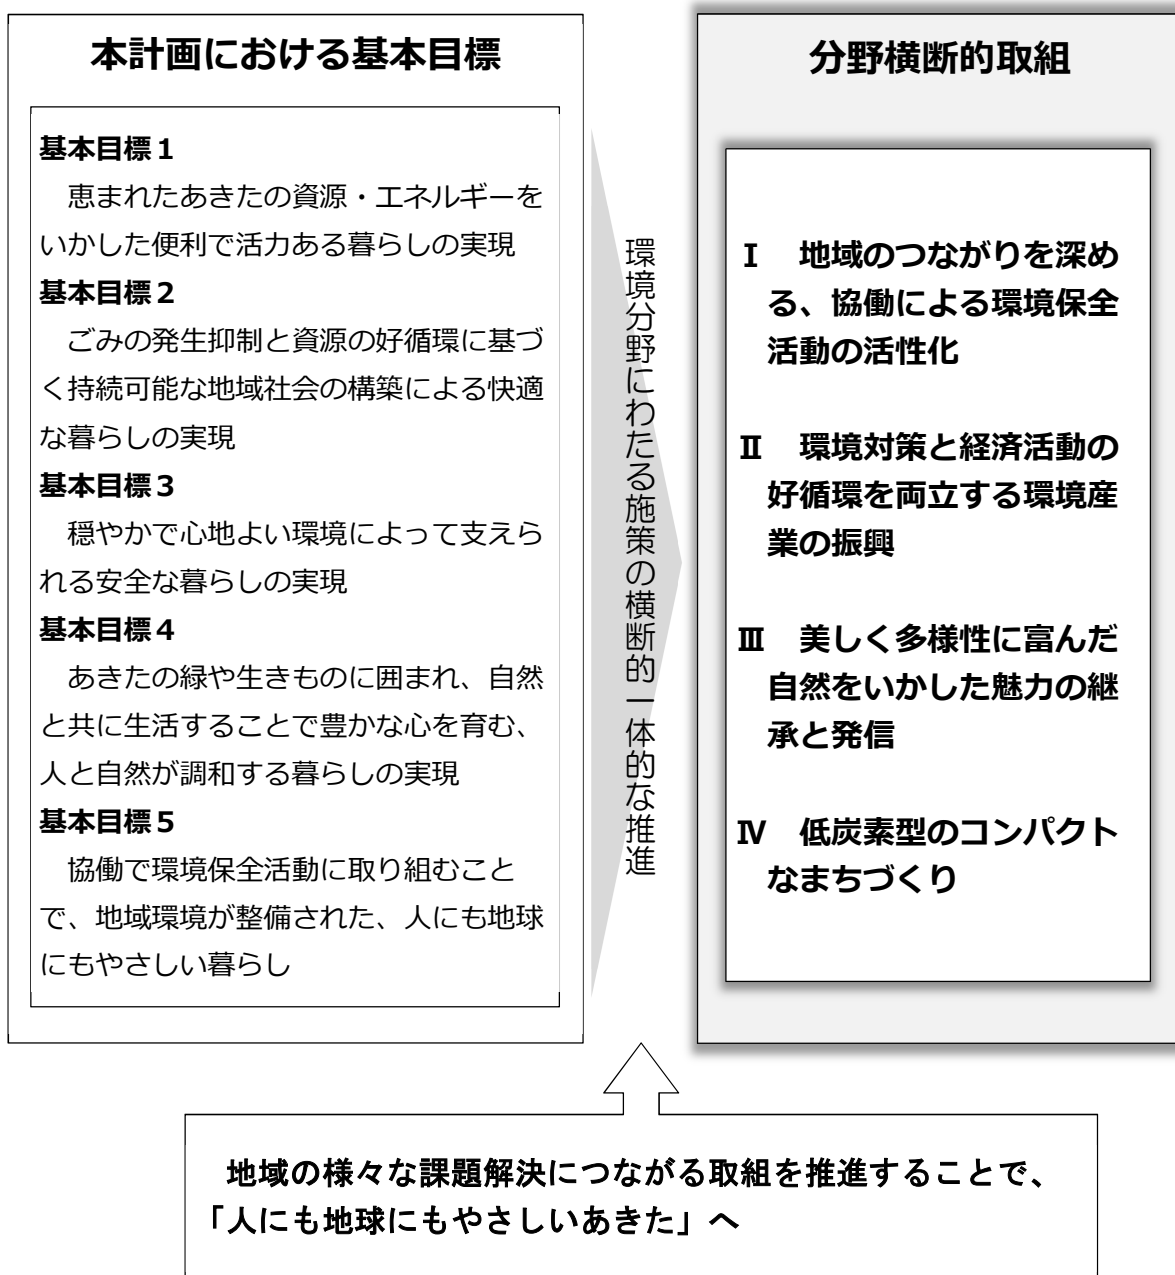 本計画における基本目標
基本目標１
恵まれたあきたの資源・エネルギーを
いかした便利で活力ある暮らしの実現
基本目標２
ごみの発生抑制と資源の好循環に基づ
く持続可能な地域社会の構築による快適
な暮らしの実現
基本目標３
穏やかで心地よい環境によって支えら
れる安全な暮らしの実現
基本目標４
あきたの緑や生きものに囲まれ、自然
と共に生活することで豊かな心を育む、
人と自然が調和する暮らしの実現
基本目標５
協働で環境保全活動に取り組むこと
で、地域環境が整備された、人にも地球
にもやさしい暮らし
環境分野にわたる施策の横断的一体的な推進
分野横断的取組
Ⅰ　地域のつながりを深め
る、協働による環境保全
活動の活性化
Ⅱ　環境対策と経済活動の
好循環を両立する環境産
業の振興
Ⅲ　美しく多様性に富んだ
自然をいかした魅力の継
承と発信
Ⅳ　低炭素型のコンパクト
なまちづくり
地域の様々な課題解決につながる取組を推進することで、
「人にも地球にもやさしいあきた」へ